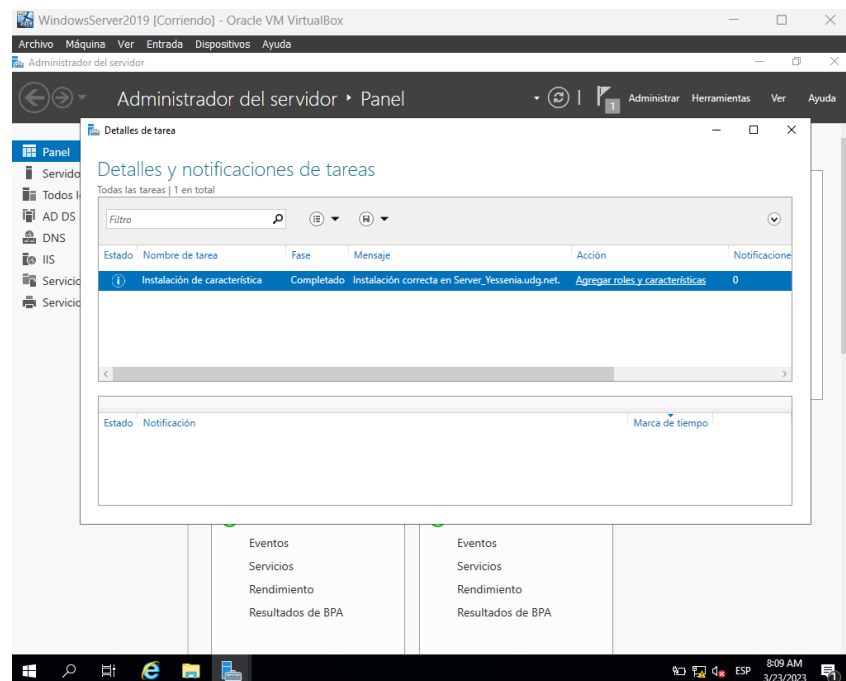 WindowsServer2019 [Corriendo] - Oracle VM VirtualBox
Archivo Máquina Ver Entrada Dispositivos Ayuda
Administrador del servidor
Administrador del servidor Panel
1 Administrar Herramientas Ver Ayuda
Detalles de tarea
Panel
Detalles y notificaciones de tareas
Servido
Todas las tareas | 1 en total
Todos l
AD DS
Filtro
DNS
IIS
Estado Nombre de tarea Fase Mensaje Acción Notificacione
Servicio
Instalación de característica Completado Instalación correcta en Server_Yessenia.udg.net. Agregar roles y características 0
Servicio
Estado Notificación Marca de tiempo
Eventos Eventos
Servicios Servicios
Rendimiento Rendimiento
Resultados de BPA Resultados de BPA
ESP 8:09 AM
3/23/2023 1